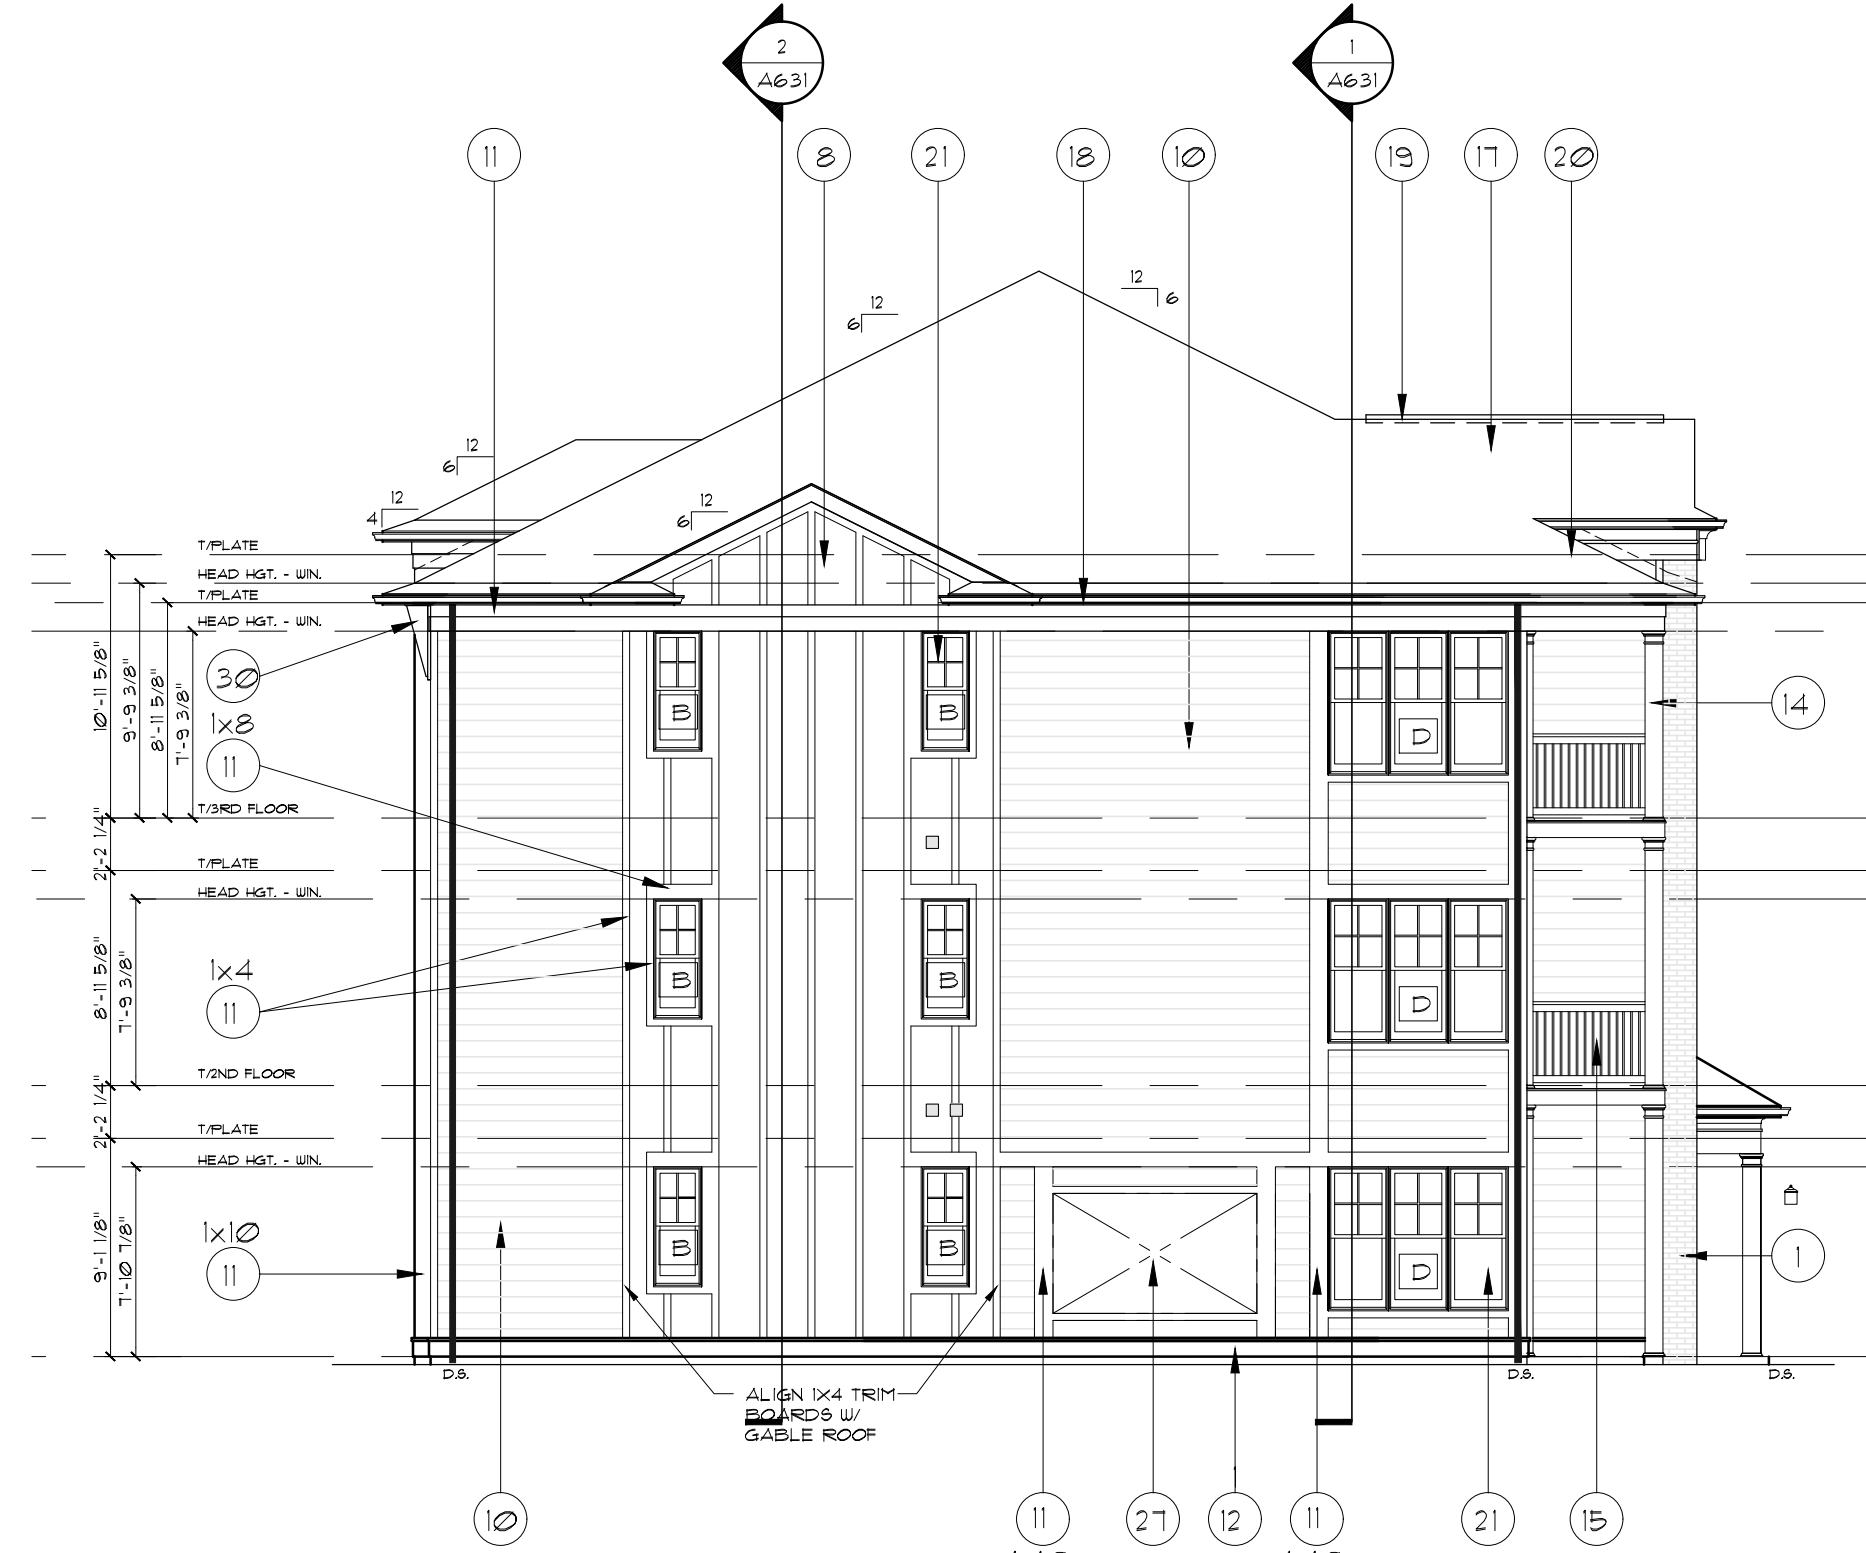 2
A631
1
A631
11
8
21
18
10
19
17
20
12
6
12
6
12
6
12
4
12
6
T/PLATE
HEAD HGT. - WIN.
T/PLATE
HEAD HGT. - WIN.
10'-11 5/8"
9'-9 3/8"
8'-11 5/8"
7'-9 3/8"
30
1x8
11
B
B
D
14
T/3RD FLOOR
2'-2 1/4"
T/PLATE
HEAD HGT. - WIN.
8'-11 5/8"
7'-9 3/8"
1x4
11
B
B
D
T/2ND FLOOR
2'-2 1/4"
T/PLATE
HEAD HGT. - WIN.
9'-1 1/8"
7'-10 7/8"
1x10
11
B
B
D
1
D.S.
D.S.
D.S.
ALIGN 1X4 TRIM
BOARDS W/
GABLE ROOF
10
11
27
12
11
21
15